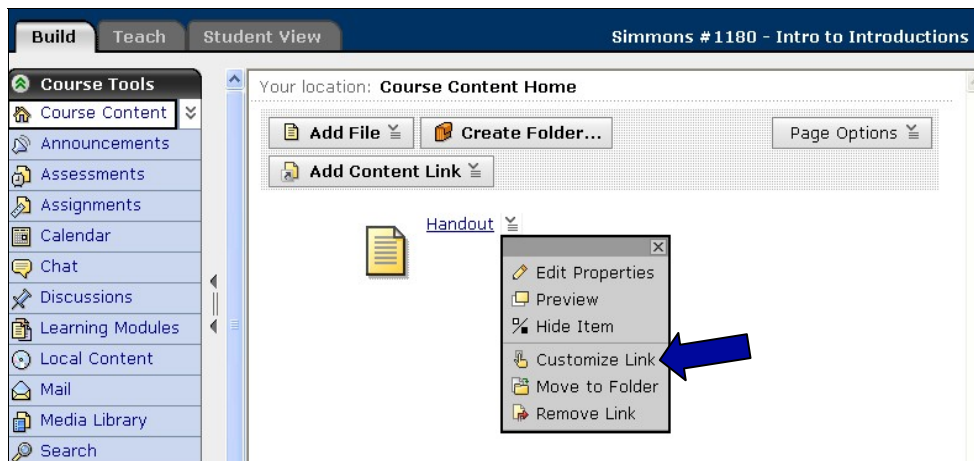 Build Teach Student View Simmons #1180 - Intro to Introductions
Course Tools
Course Content
Announcements
Assessments
Assignments
Calendar
Chat
Discussions
Learning Modules
Local Content
Mail
Media Library
Search
Your location: Course Content Home
Add File Create Folder... Page Options
Add Content Link
Handout
Edit Properties
Preview
Hide Item
Customize Link
Move to Folder
Remove Link